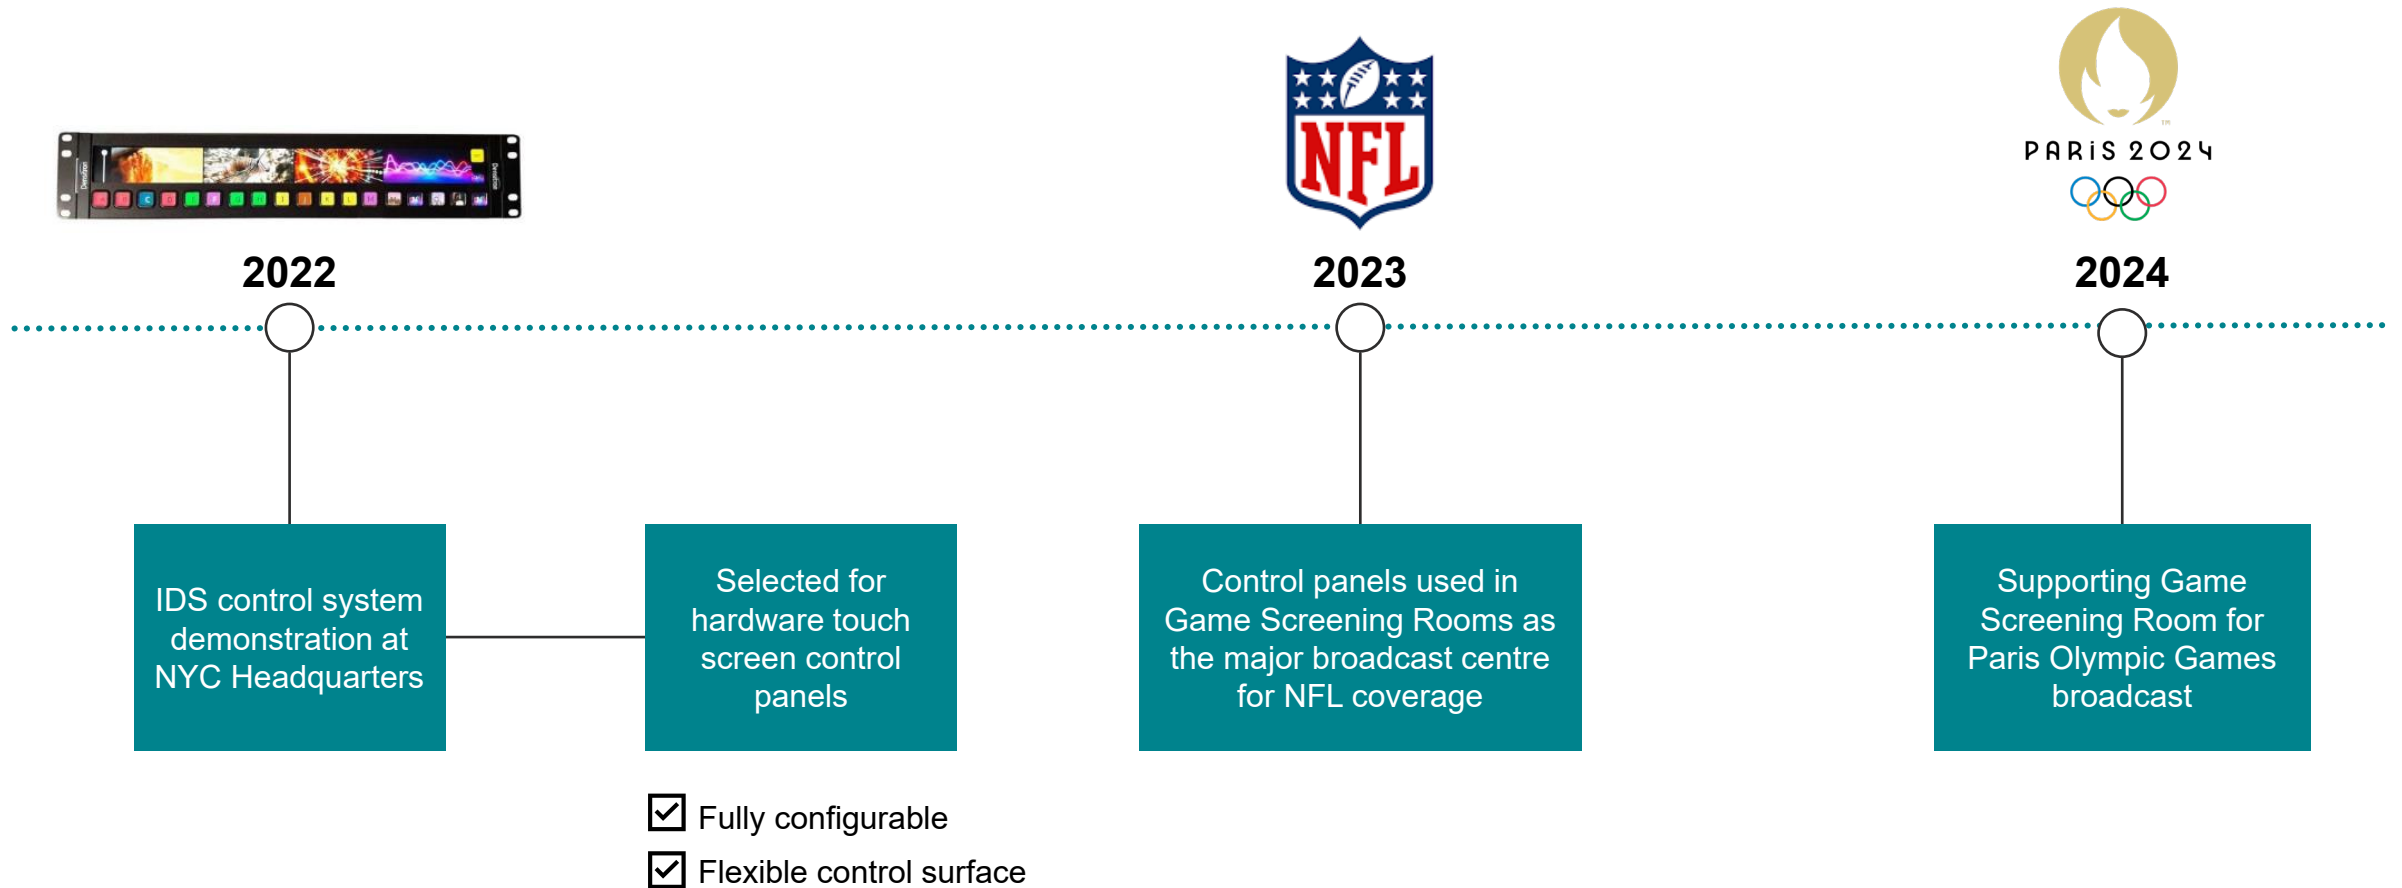 Densitron
Densitron
NFL
PARIS 2024
2022
2023
2024
IDS control system
demonstration at
NYC Headquarters
Selected for
hardware touch
screen control
panels
Control panels used in
Game Screening Rooms as
the major broadcast centre
for NFL coverage
Supporting Game
Screening Room for
Paris Olympic Games
broadcast
Fully configurable
Flexible control surface